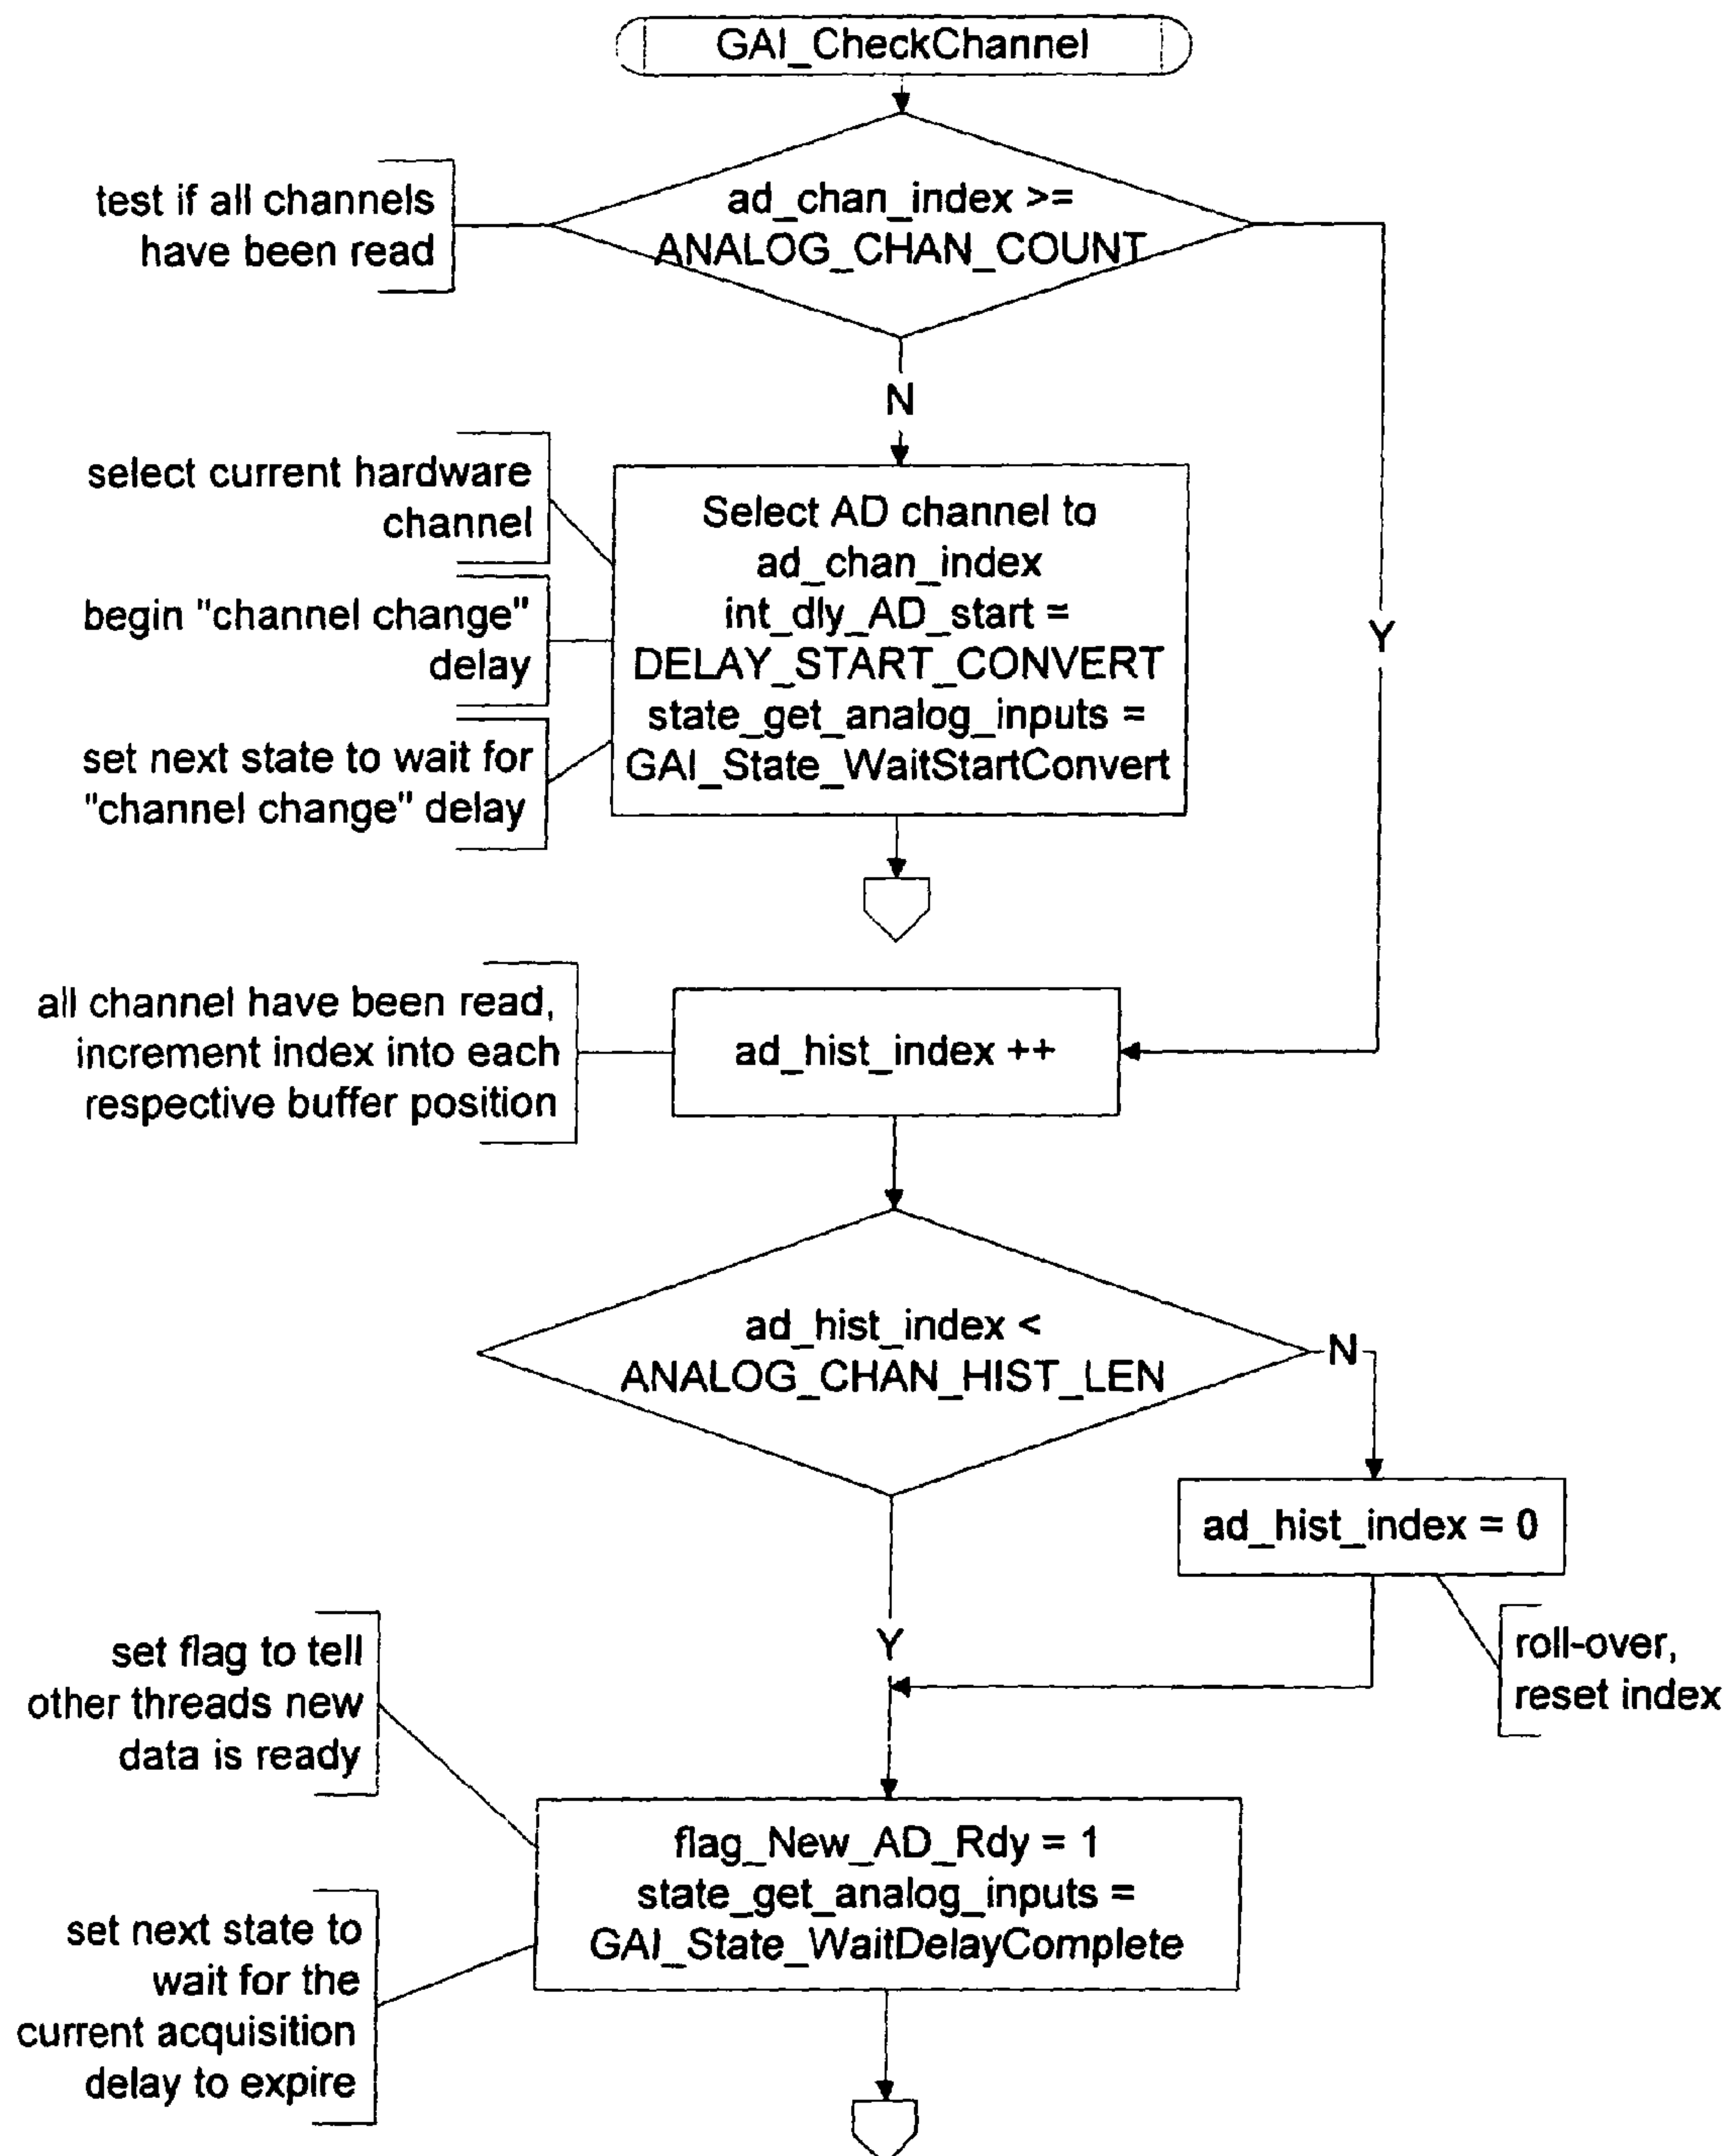 GAI_CheckChannel
test if all channels
have been read
ad_chan_index >=
ANALOG_CHAN_COUNT
N
Y
select current hardware
channel
begin "channel change"
delay
set next state to wait for
"channel change" delay
Select AD channel to
ad_chan_index
int_dly_AD_start =
DELAY_START_CONVERT
state_get_analog_inputs =
GAI_State_WaitStartConvert
all channel have been read,
increment index into each
respective buffer position
ad_hist_index ++
ad_hist_index <
ANALOG_CHAN_HIST_LEN
N
ad_hist_index = 0
roll-over,
reset index
Y
set flag to tell
other threads new
data is ready
set next state to
wait for the
current acquisition
delay to expire
flag_New_AD_Rdy = 1
state_get_analog_inputs =
GAI_State_WaitDelayComplete